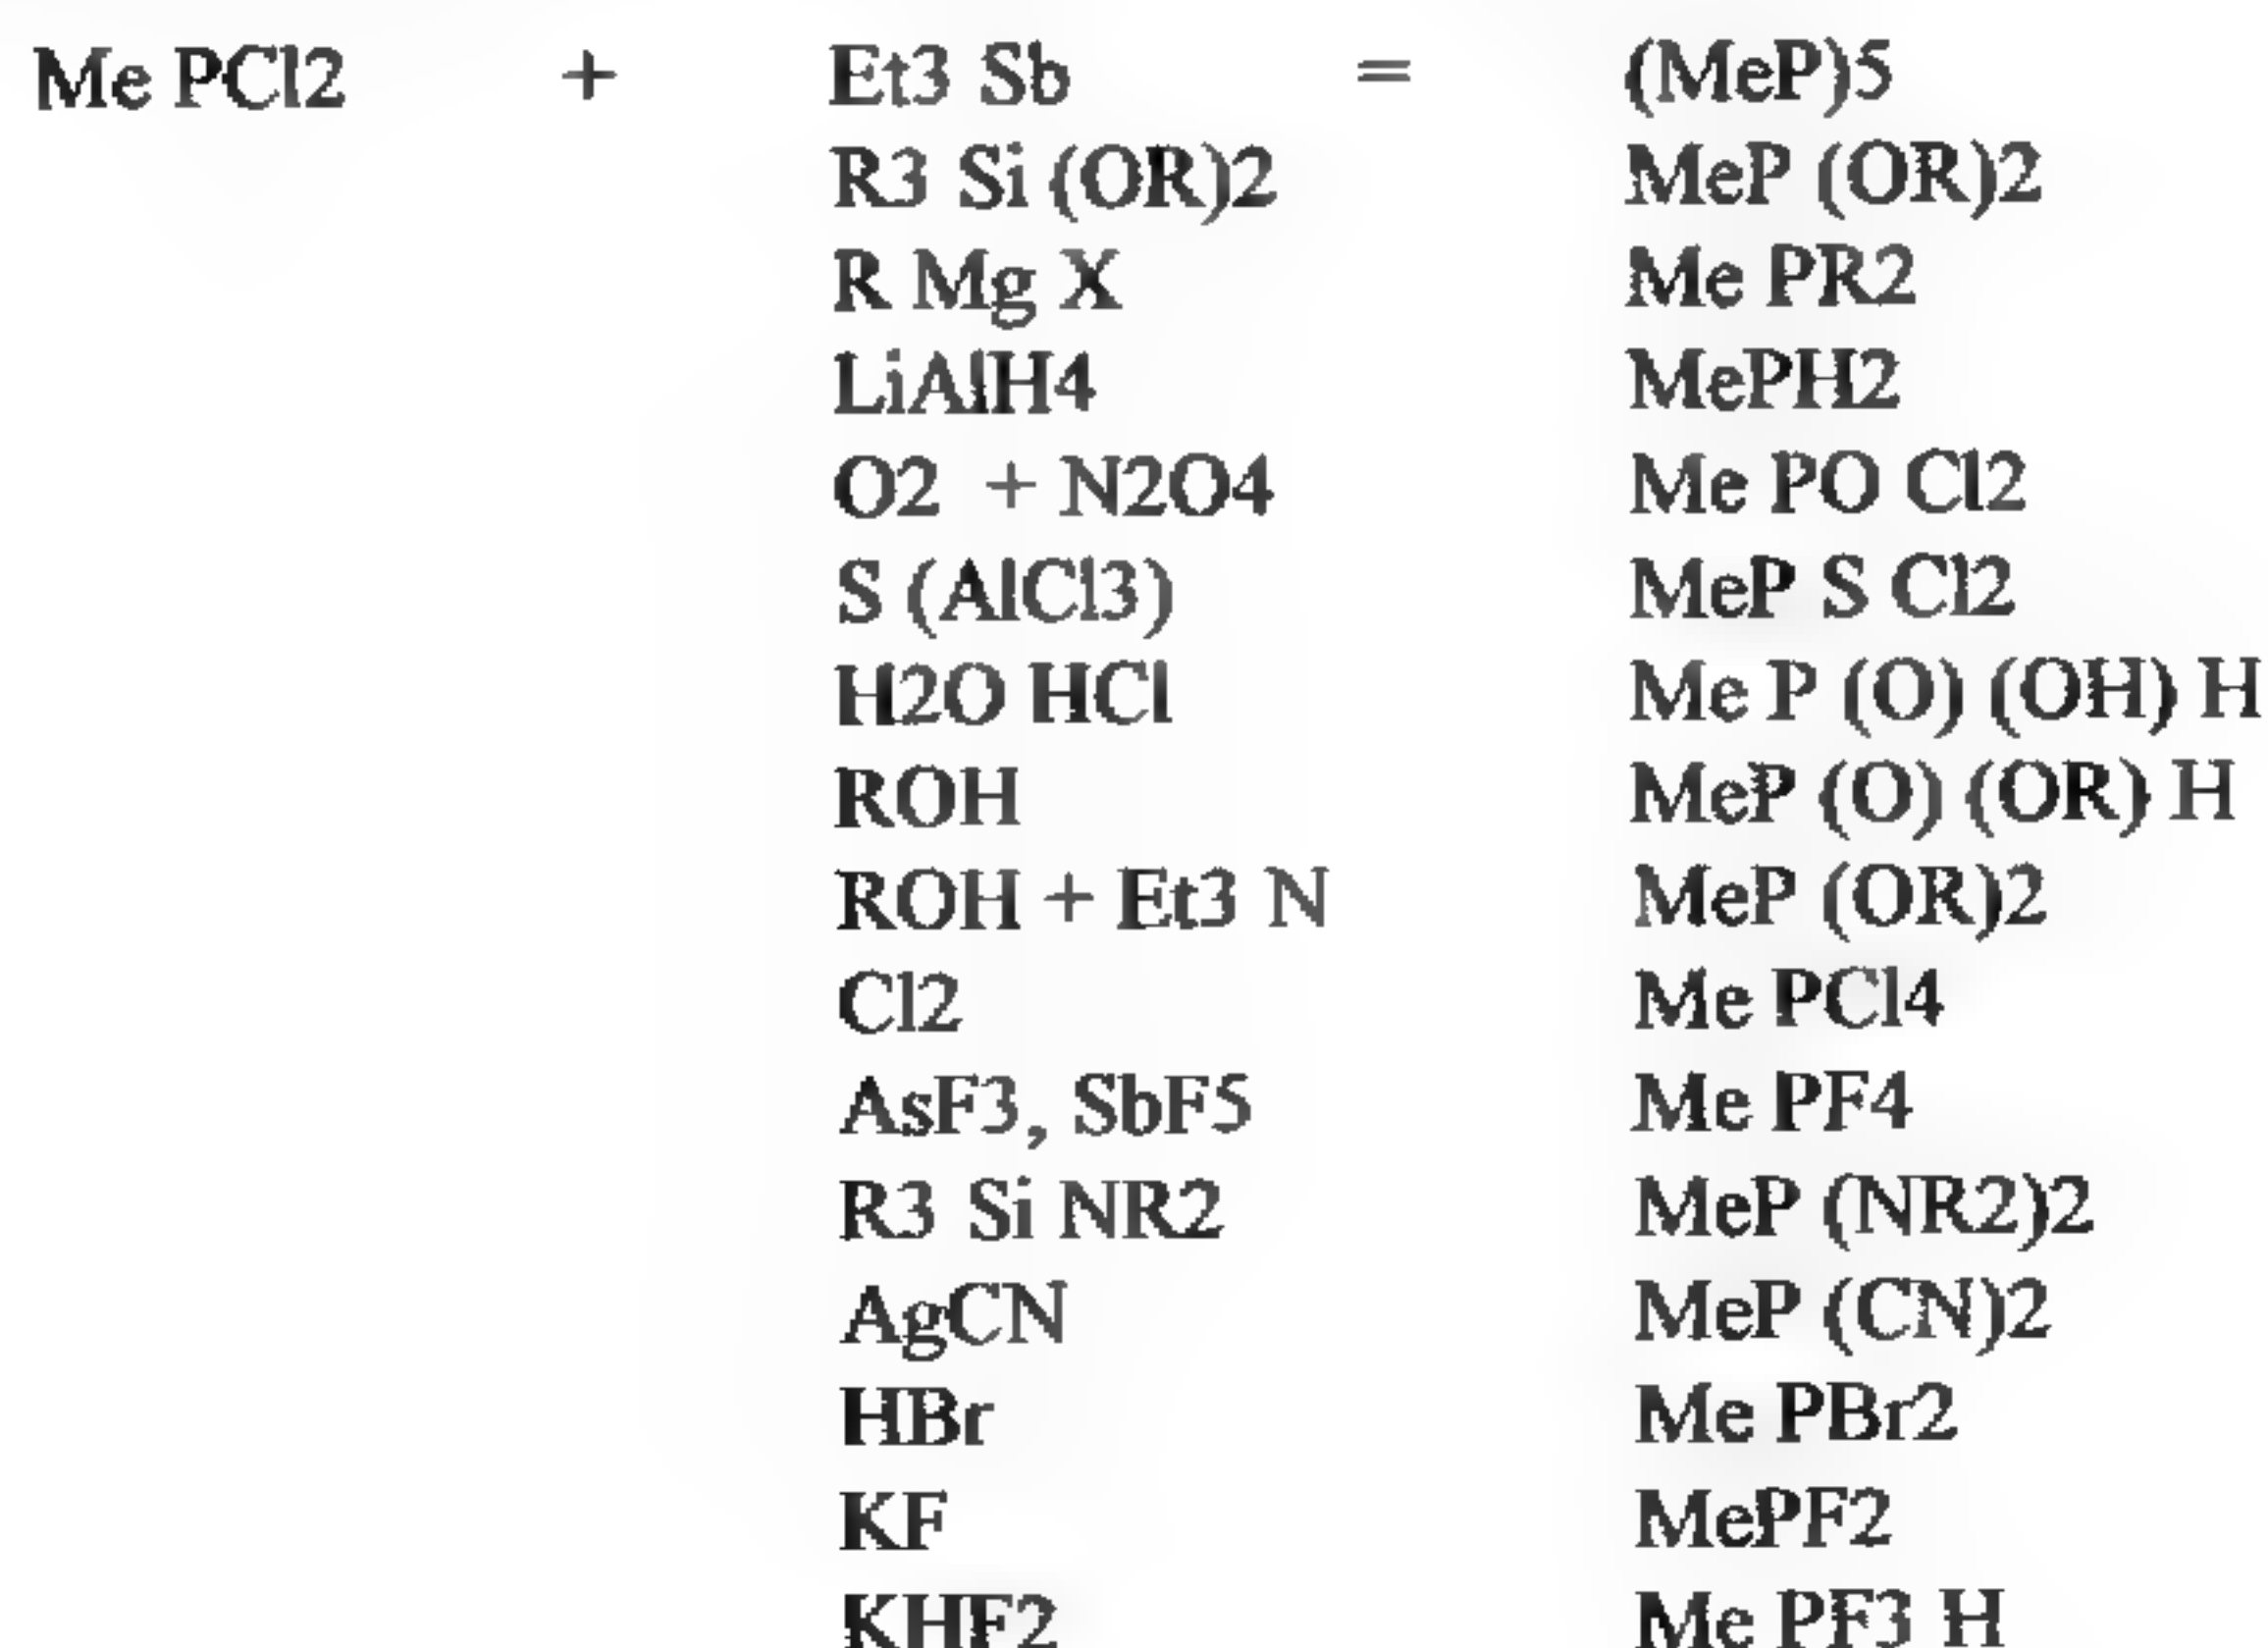 Me PCl2 + Et3 Sb = (MeP)5
R3 Si (OR)2 MeP (OR)2
R Mg X Me PR2
LiAlH4 MePH2
O2 + N2O4 Me PO Cl2
S (AlCl3) MeP S Cl2
H2O HCl Me P (O) (OH) H
ROH MeP (O) (OR) H
ROH + Et3 N MeP (OR)2
Cl2 Me PCl4
AsF3, SbF5 Me PF4
R3 Si NR2 MeP (NR2)2
AgCN MeP (CN)2
HBr Me PBr2
KF MePF2
KHF2 Me PF3 H